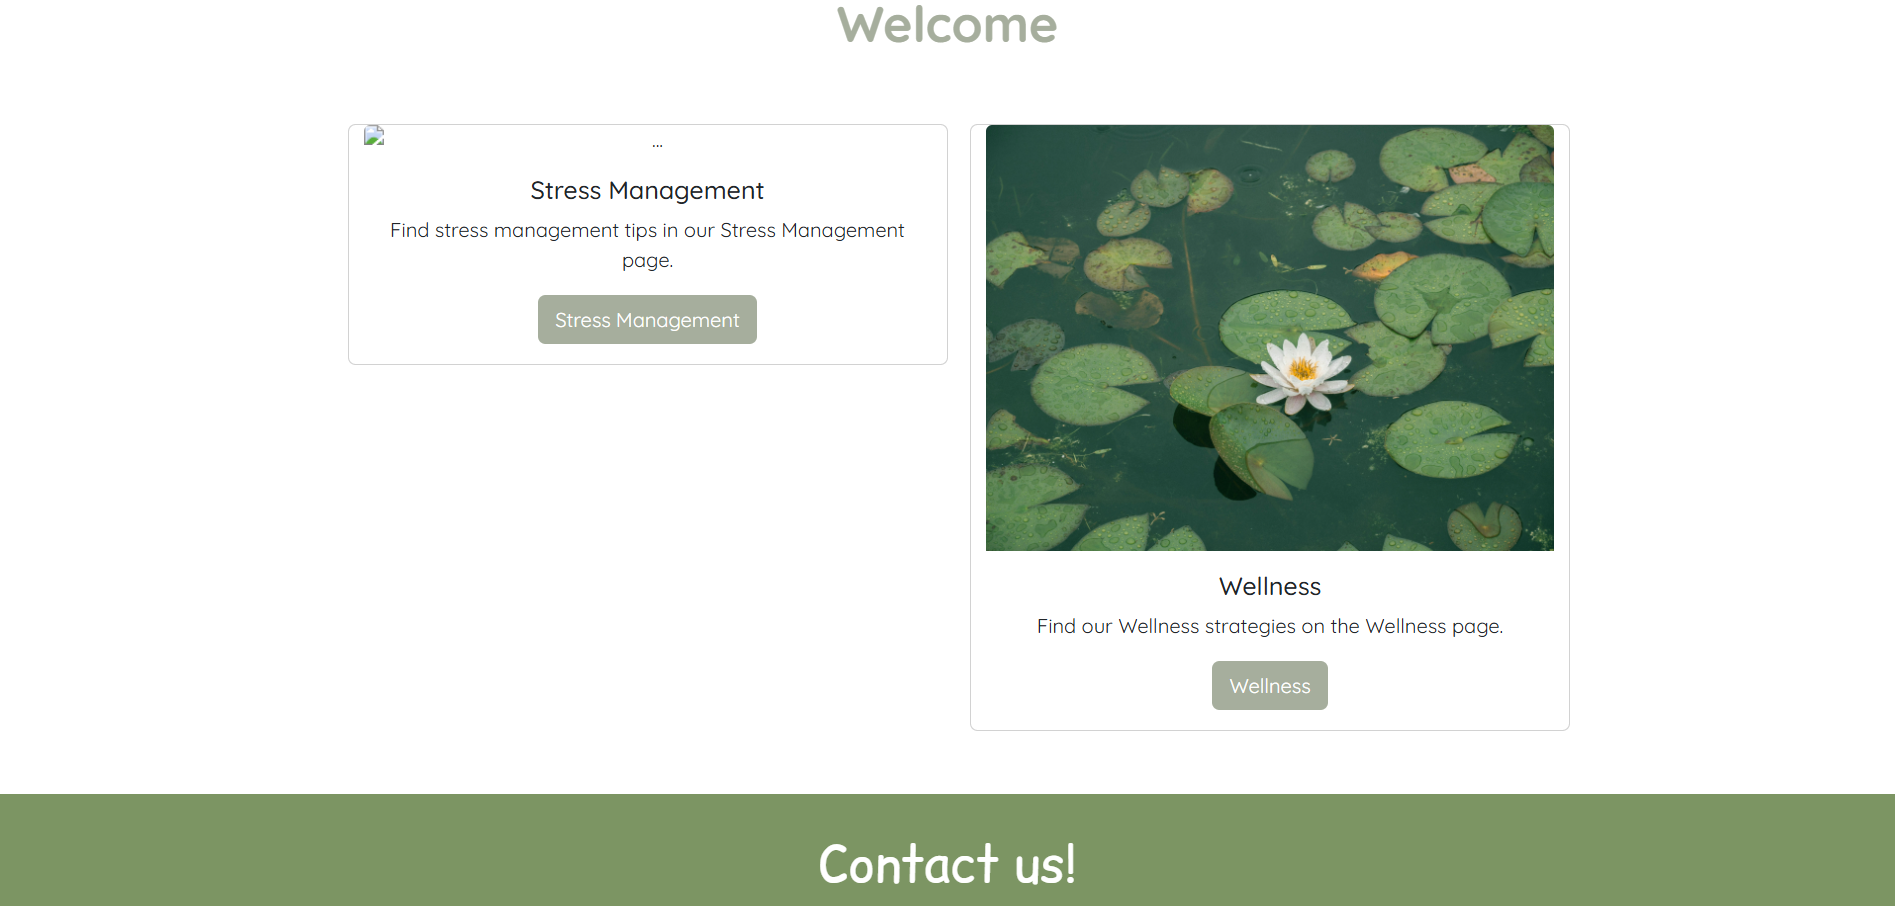 Welcome
...
Stress Management
Find stress management tips in our Stress Management
page.
Stress Management
Wellness
Find our Wellness strategies on the Wellness page.
Wellness
Contact us!